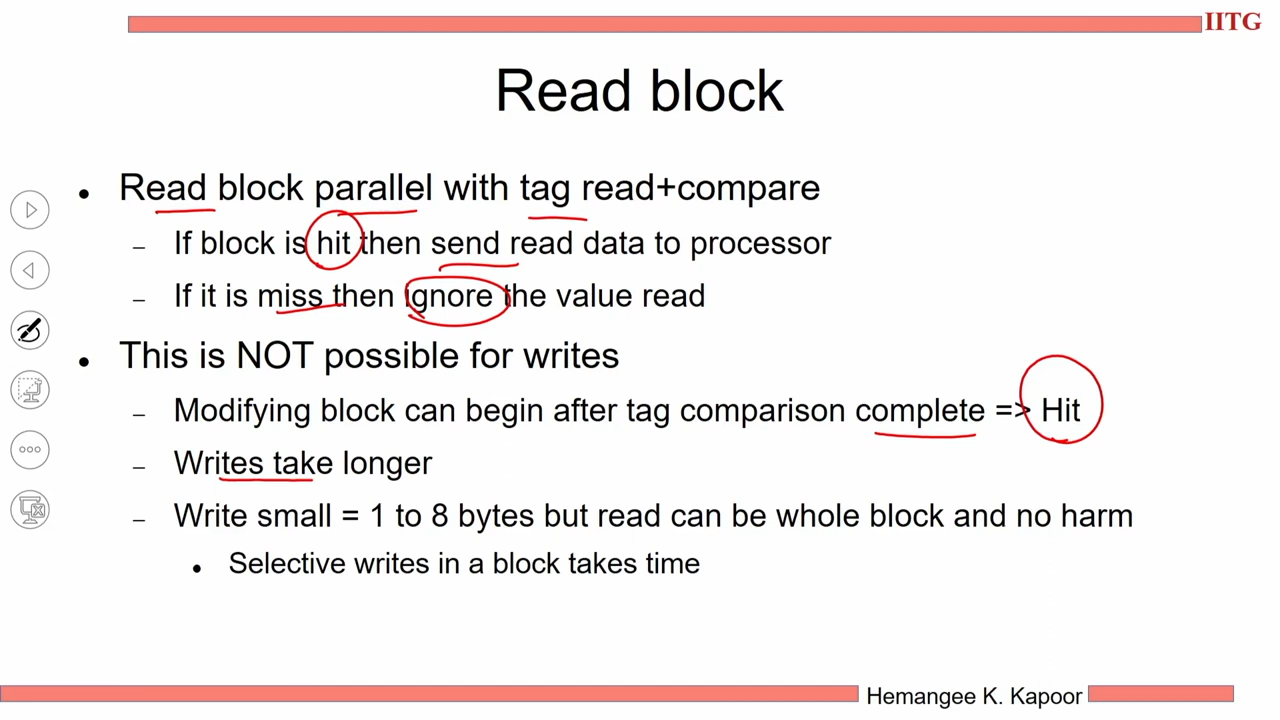 IITG
Read block
• Read block parallel with tag read+compare
– If block is hit then send read data to processor
– If it is miss then ignore the value read
• This is NOT possible for writes
– Modifying block can begin after tag comparison complete => Hit
– Writes take longer
– Write small = 1 to 8 bytes but read can be whole block and no harm
• Selective writes in a block takes time
Hemangee K. Kapoor